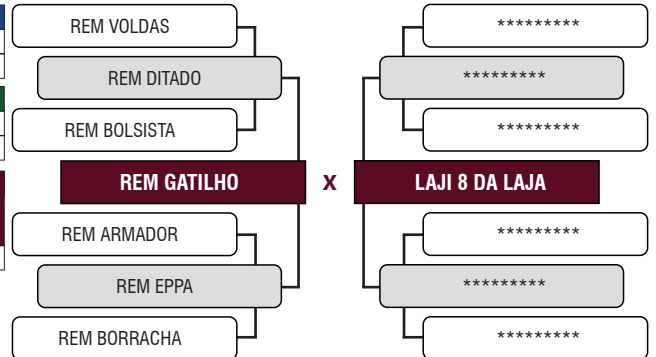 REM VOLDAS
*********
REM DITADO
*********
REM BOLSISTA
*********
REM GATILHO
X
LAJI 8 DA LAJA
REM ARMADOR
*********
REM EPPA
*********
REM BORRACHA
*********